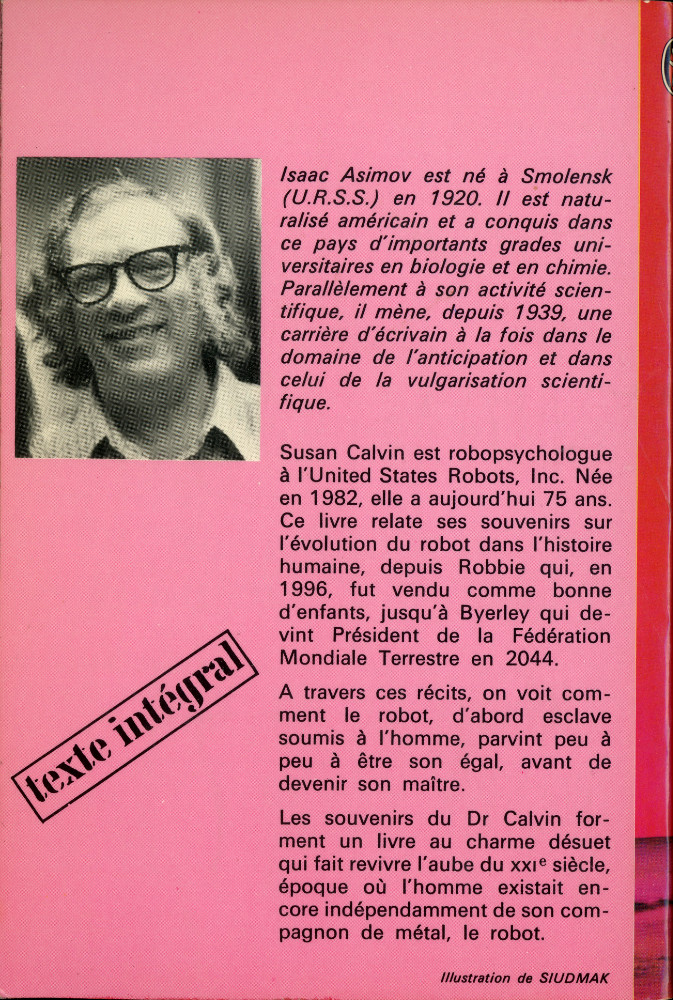 Isaac Asimov est né à Smolensk
(U.R.S.S.) en 1920. Il est natu-
ralisé américain et a conquis dans
ce pays d'importants grades uni-
versitaires en biologie et en chimie.
Parallèlement à son activité scien-
tifique, il mène, depuis 1939, une
carrière d'écrivain à la fois dans le
domaine de l'anticipation et dans
celui de la vulgarisation scienti-
fique.
Susan Calvin est robopsychologue
à l'United States Robots, Inc. Née
en 1982, elle a aujourd'hui 75 ans.
Ce livre relate ses souvenirs sur
l'évolution du robot dans l'histoire
humaine, depuis Robbie qui, en
1996, fut vendu comme bonne
d'enfants, jusqu'à Byerley qui de-
vint Président de la Fédération
Mondiale Terrestre en 2044.
A travers ces récits, on voit com-
ment le robot, d'abord esclave
soumis à l'homme, parvint peu à
peu à être son égal, avant de
devenir son maître.
Les souvenirs du Dr Calvin for-
ment un livre au charme désuet
qui fait revivre l'aube du XXIe siècle,
époque où l'homme existait en-
core indépendamment de son com-
pagnon de métal, le robot.
texte intégral
Illustration de SIUDMAK